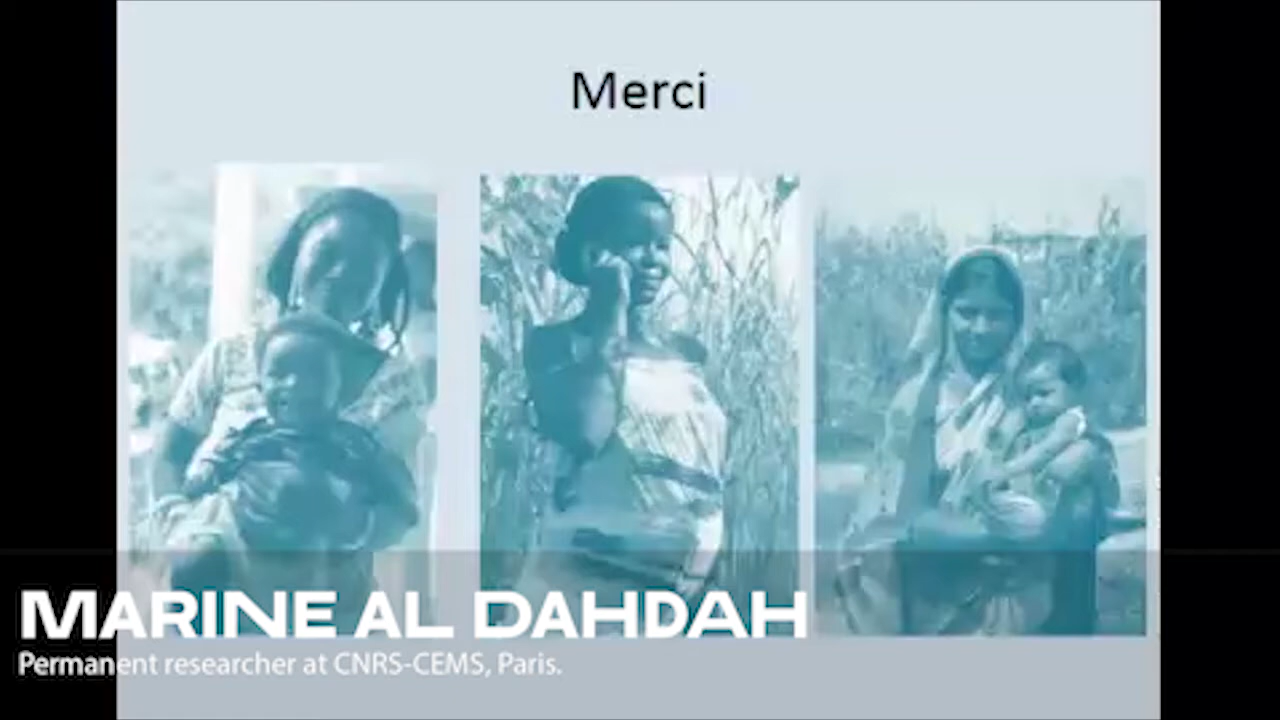 Merci
MARINE AL DAHDAH
Permanent researcher at CNRS-CEMS, Paris.